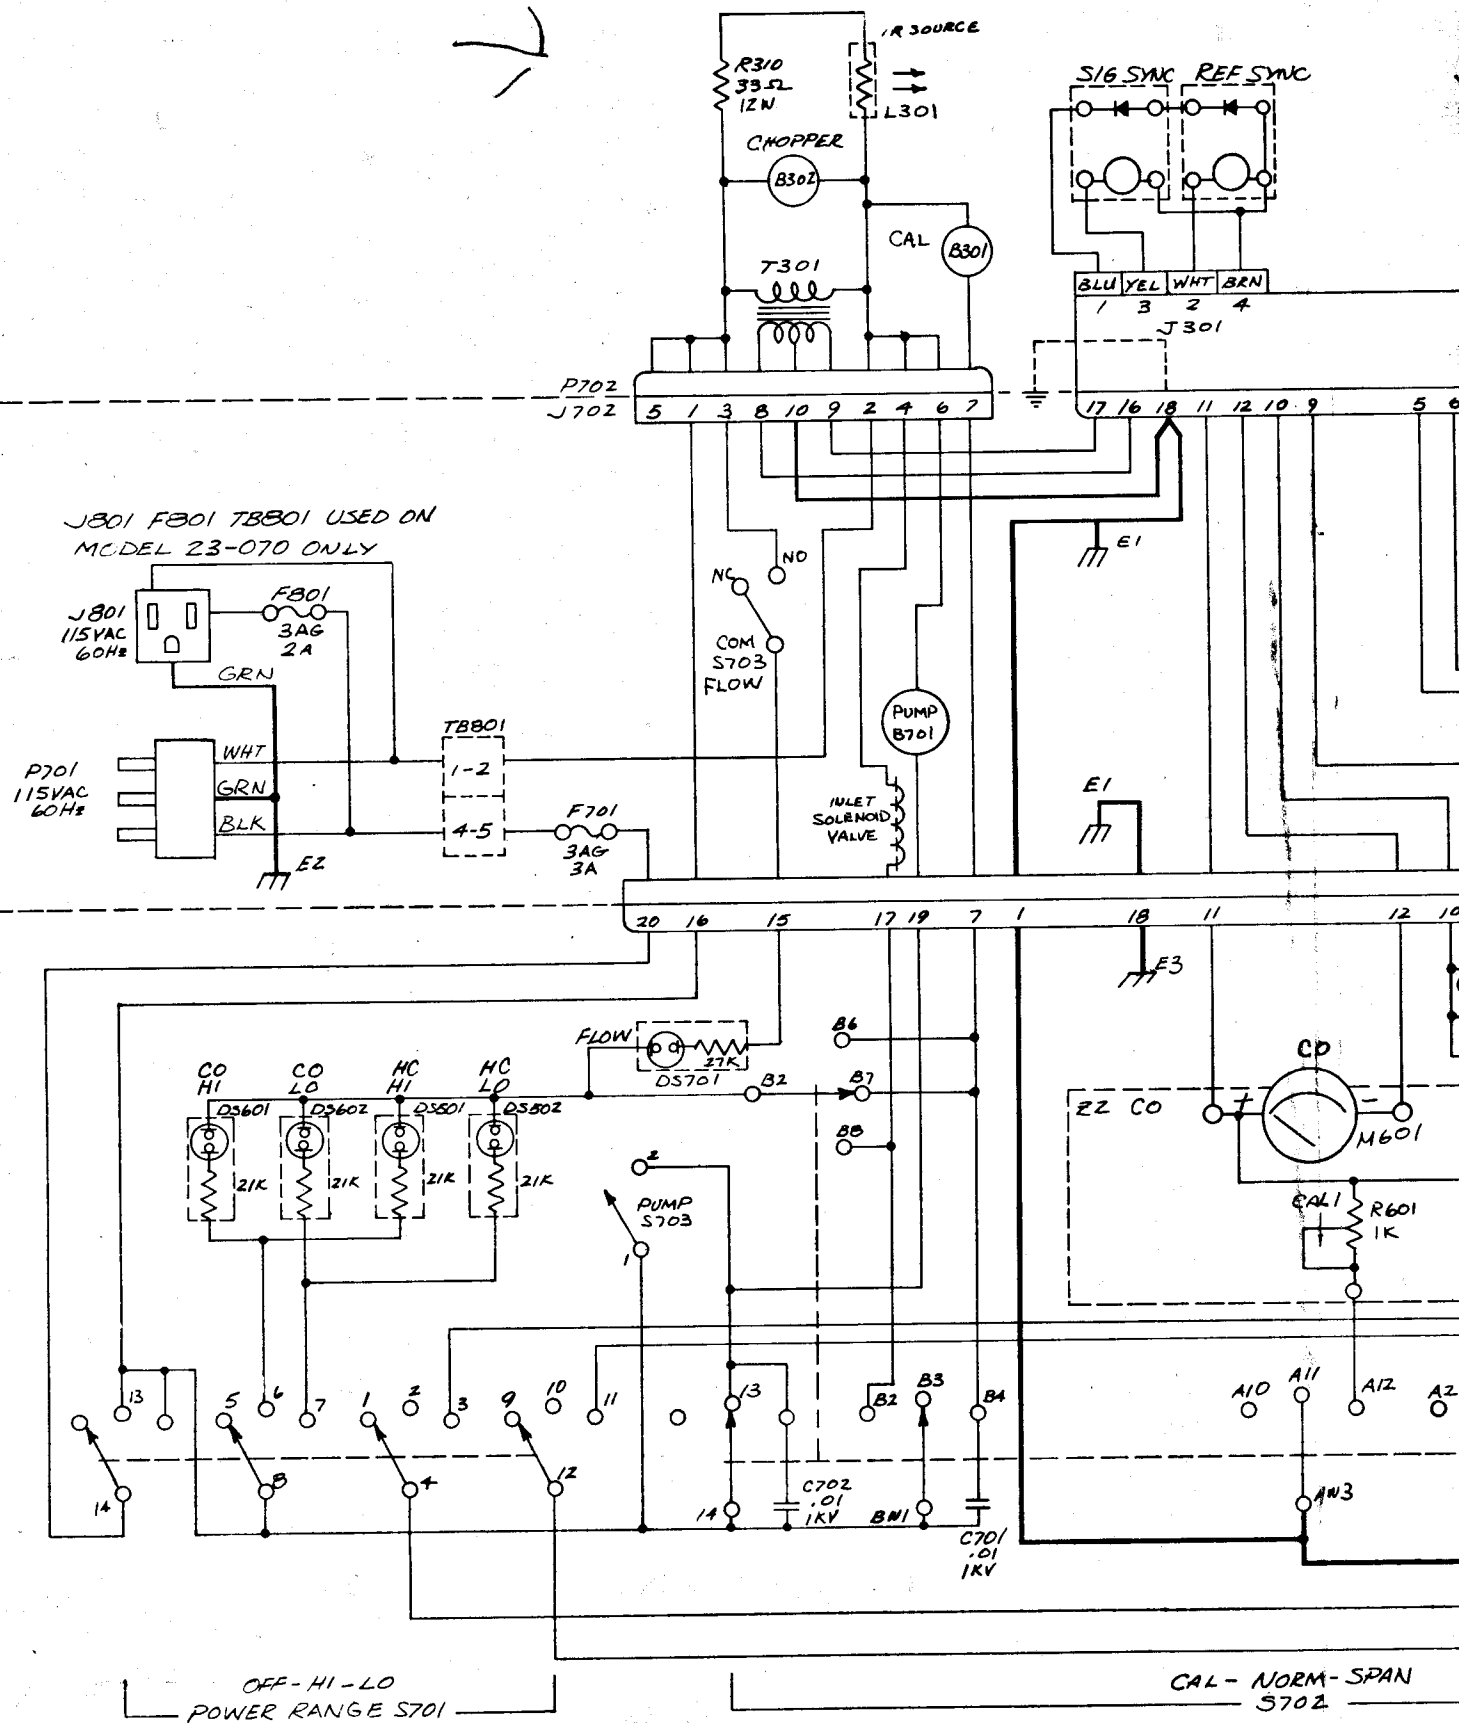 IR SOURCE
R310
33Ω
12W
L301
SIG SYNC REF SYNC
CHOPPER
B302
CAL
B301
T301
BLU YEL WHT BRN
1 3 2 4
J301
P702
J702
5 1 3 8 10 9 2 4 6 7
17 16 18 11 12 10 9 5 6
J801 F801 TB801 USED ON
MODEL 23-070 ONLY
E1
NO
NC
F801
3AG
2A
J801
115VAC
60Hz
COM
S703
FLOW
GRN
PUMP
B701
TB801
WHT
1-2
P701
115VAC
60Hz
GRN
E1
INLET
SOLENOID
VALVE
F701
BLK
4-5
3AG
3A
E2
20 16 15 17 19 7 1 18 11 12 10
E3
FLOW
27K
DS701
B6
CO
HI
CO
LO
HC
HI
HC
LO
B2
B7
CO
DS601
DS602
DS501
DS502
Z2 CO
+
-
M601
B8
21K
21K
21K
21K
2
PUMP
S703
1
CAL1
R601
1K
13
5
6
7
1
2
3
9
10
11
13
B2
B3
B4
A10
A11
A12
A2
14
8
4
12
14
C702
.01
1KV
BN1
C701
.01
1KV
AW3
OFF-HI-LO
POWER RANGE S701
CAL-NORM-SPAN
S702